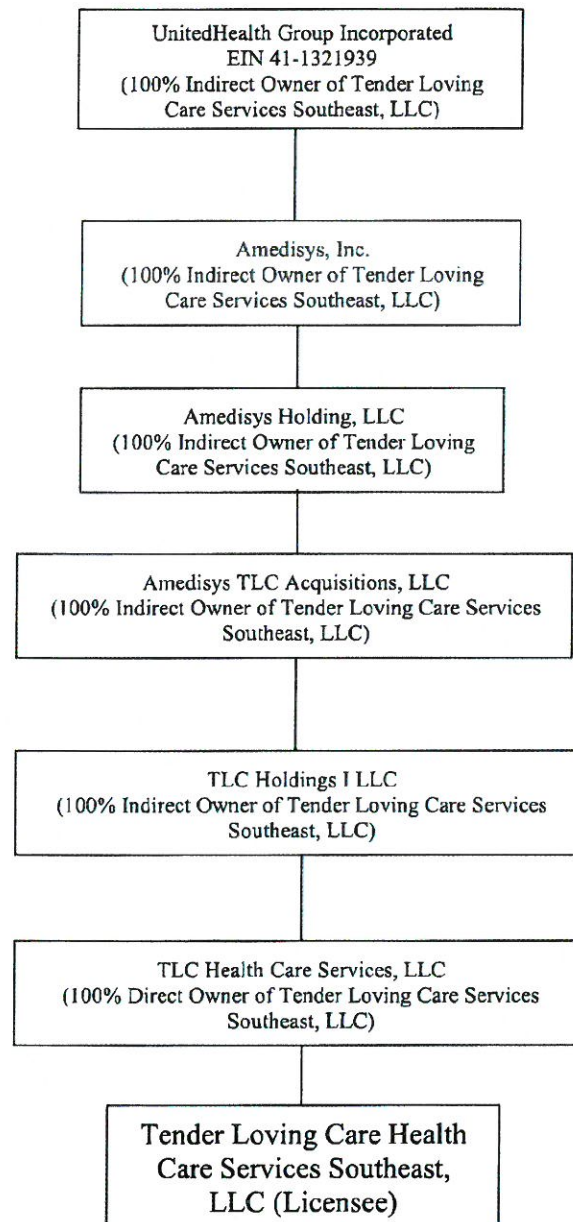 UnitedHealth Group Incorporated
EIN 41-1321939
(100% Indirect Owner of Tender Loving
Care Services Southeast, LLC)
Amedisys, Inc.
(100% Indirect Owner of Tender Loving
Care Services Southeast, LLC)
Amedisys Holding, LLC
(100% Indirect Owner of Tender Loving
Care Services Southeast, LLC)
Amedisys TLC Acquisitions, LLC
(100% Indirect Owner of Tender Loving Care Services
Southeast, LLC)
TLC Holdings I LLC
(100% Indirect Owner of Tender Loving Care Services
Southeast, LLC)
TLC Health Care Services, LLC
(100% Direct Owner of Tender Loving Care Services
Southeast, LLC)
Tender Loving Care Health
Care Services Southeast,
LLC (Licensee)